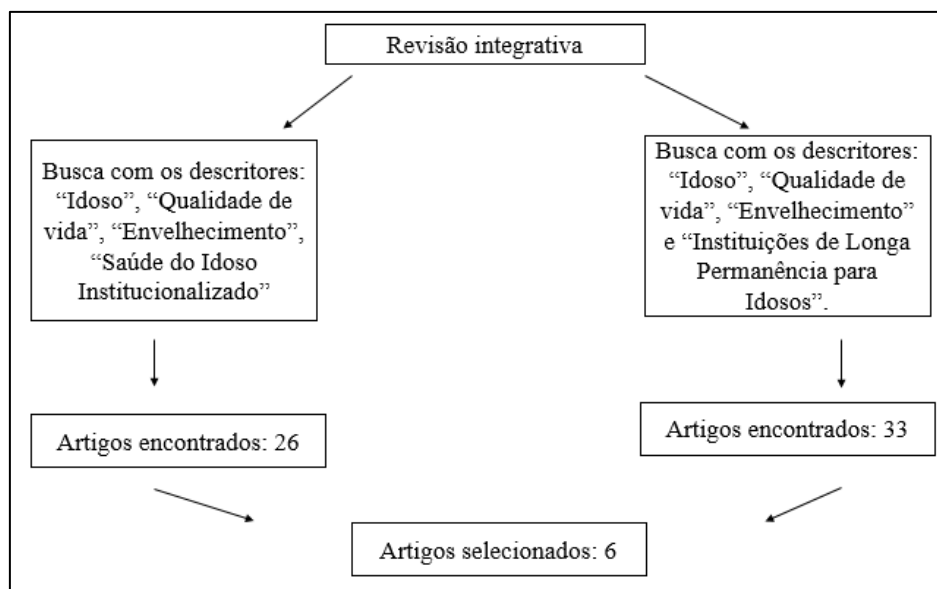 Revisão integrativa
Busca com os descritores:
“Idoso”, “Qualidade de
vida”, “Envelhecimento”,
“Saúde do Idoso
Institucionalizado”
Busca com os descritores:
“Idoso”, “Qualidade de
vida”, “Envelhecimento”
e “Instituições de Longa
Permanência para
Idosos”.
Artigos encontrados: 26
Artigos encontrados: 33
Artigos selecionados: 6